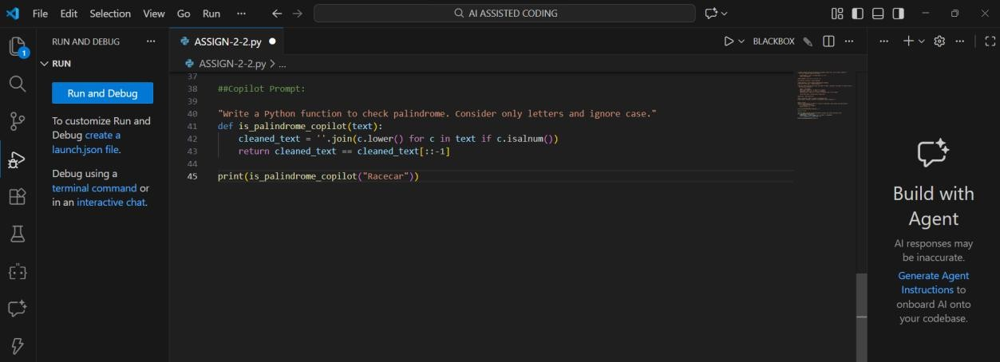 File Edit Selection View Go Run ··· AI ASSISTED CODING
1
RUN AND DEBUG ···
RUN
Run and Debug
To customize Run and
Debug create a
launch.json file.
Debug using a
terminal command or
in an interactive chat.
ASSIGN-2-2.py
BLACKBOX
ASSIGN-2-2.py > ...
37
38 ##Copilot Prompt:
39
40 "Write a Python function to check palindrome. Consider only letters and ignore case."
41 def is_palindrome_copilot(text):
42 cleaned_text = ''.join(c.lower() for c in text if c.isalnum())
43 return cleaned_text == cleaned_text[::-1]
44
45 print(is_palindrome_copilot("Racecar"))
Build with
Agent
AI responses may
be inaccurate.
Generate Agent
Instructions to
onboard AI onto
your codebase.